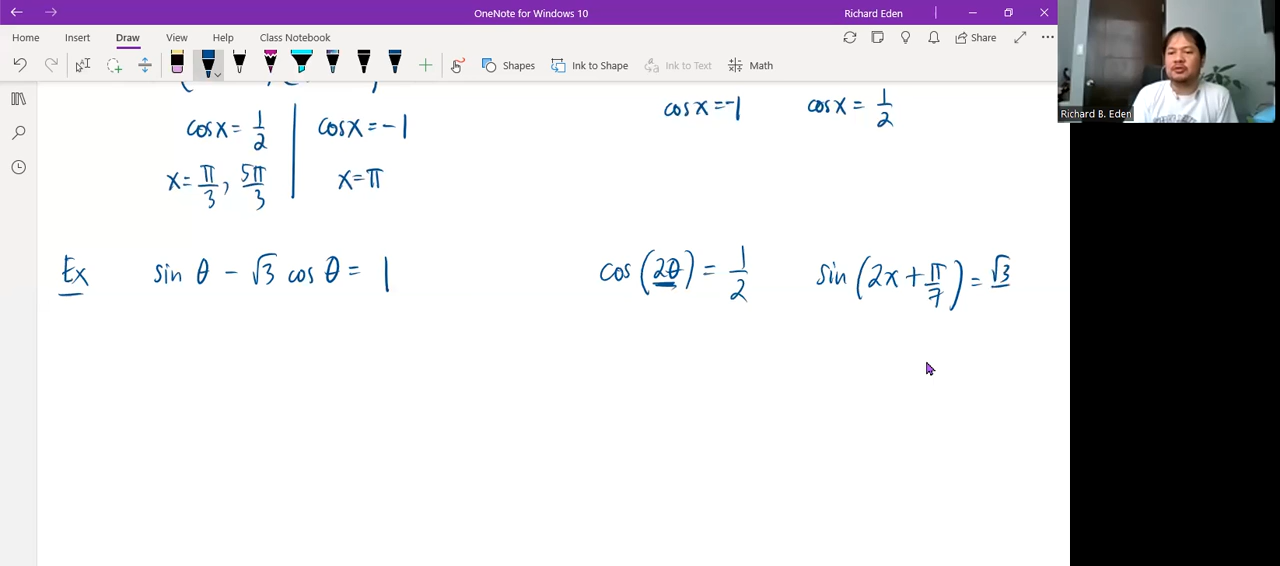 OneNote for Windows 10
Richard Eden
Home Insert Draw View Help Class Notebook
Share
Shapes Ink to Shape Ink to Text Math
Richard B. Eden
cos x = 1/2 | cos x = -1
x = π/3, 5π/3 x = π
cos x = -1 cos x = 1/2
Ex sin θ - √3 cos θ = 1
cos (2θ) = 1/2 sin (2x + π/7) = √3